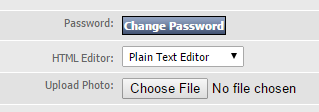 Password: Change Password
HTML Editor: Plain Text Editor
Upload Photo: Choose File No file chosen